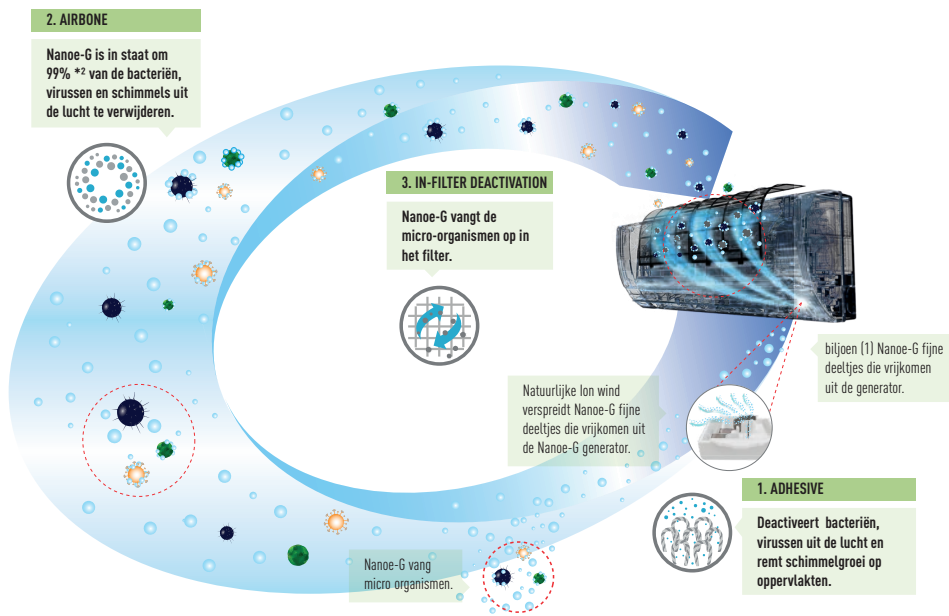 2. AIRBONE
Nanoe-G is in staat om
99% *² van de bacteriën,
virussen en schimmels uit
de lucht te verwijderen.
3. IN-FILTER DEACTIVATION
Nanoe-G vangt de
micro-organismen op in
het filter.
biljoen (1) Nanoe-G fijne
deeltjes die vrijkomen
uit de generator.
Natuurlijke Ion wind
verspreidt Nanoe-G fijne
deeltjes die vrijkomen uit
de Nanoe-G generator.
1. ADHESIVE
Deactiveert bacteriën,
virussen uit de lucht en
remt schimmelgroei op
oppervlakten.
Nanoe-G vang
micro organismen.